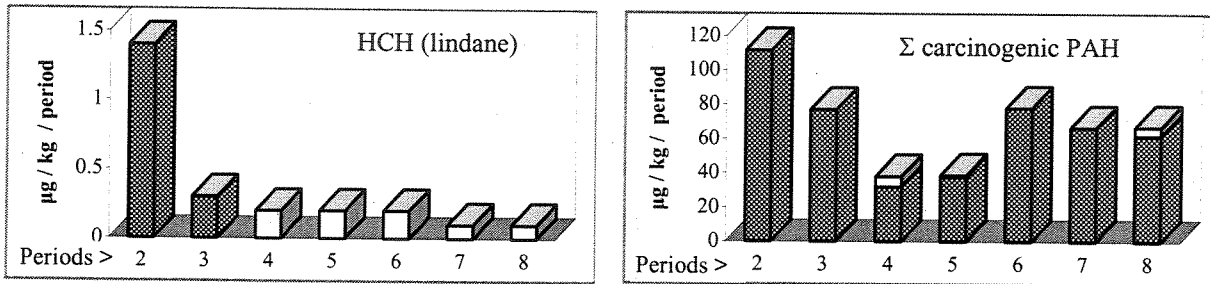 HCH (lindane)
µg / kg / period
1.5
1
0.5
0
Periods > 2 3 4 5 6 7 8
Σ carcinogenic PAH
µg / kg / period
120
100
80
60
40
20
0
Periods > 2 3 4 5 6 7 8